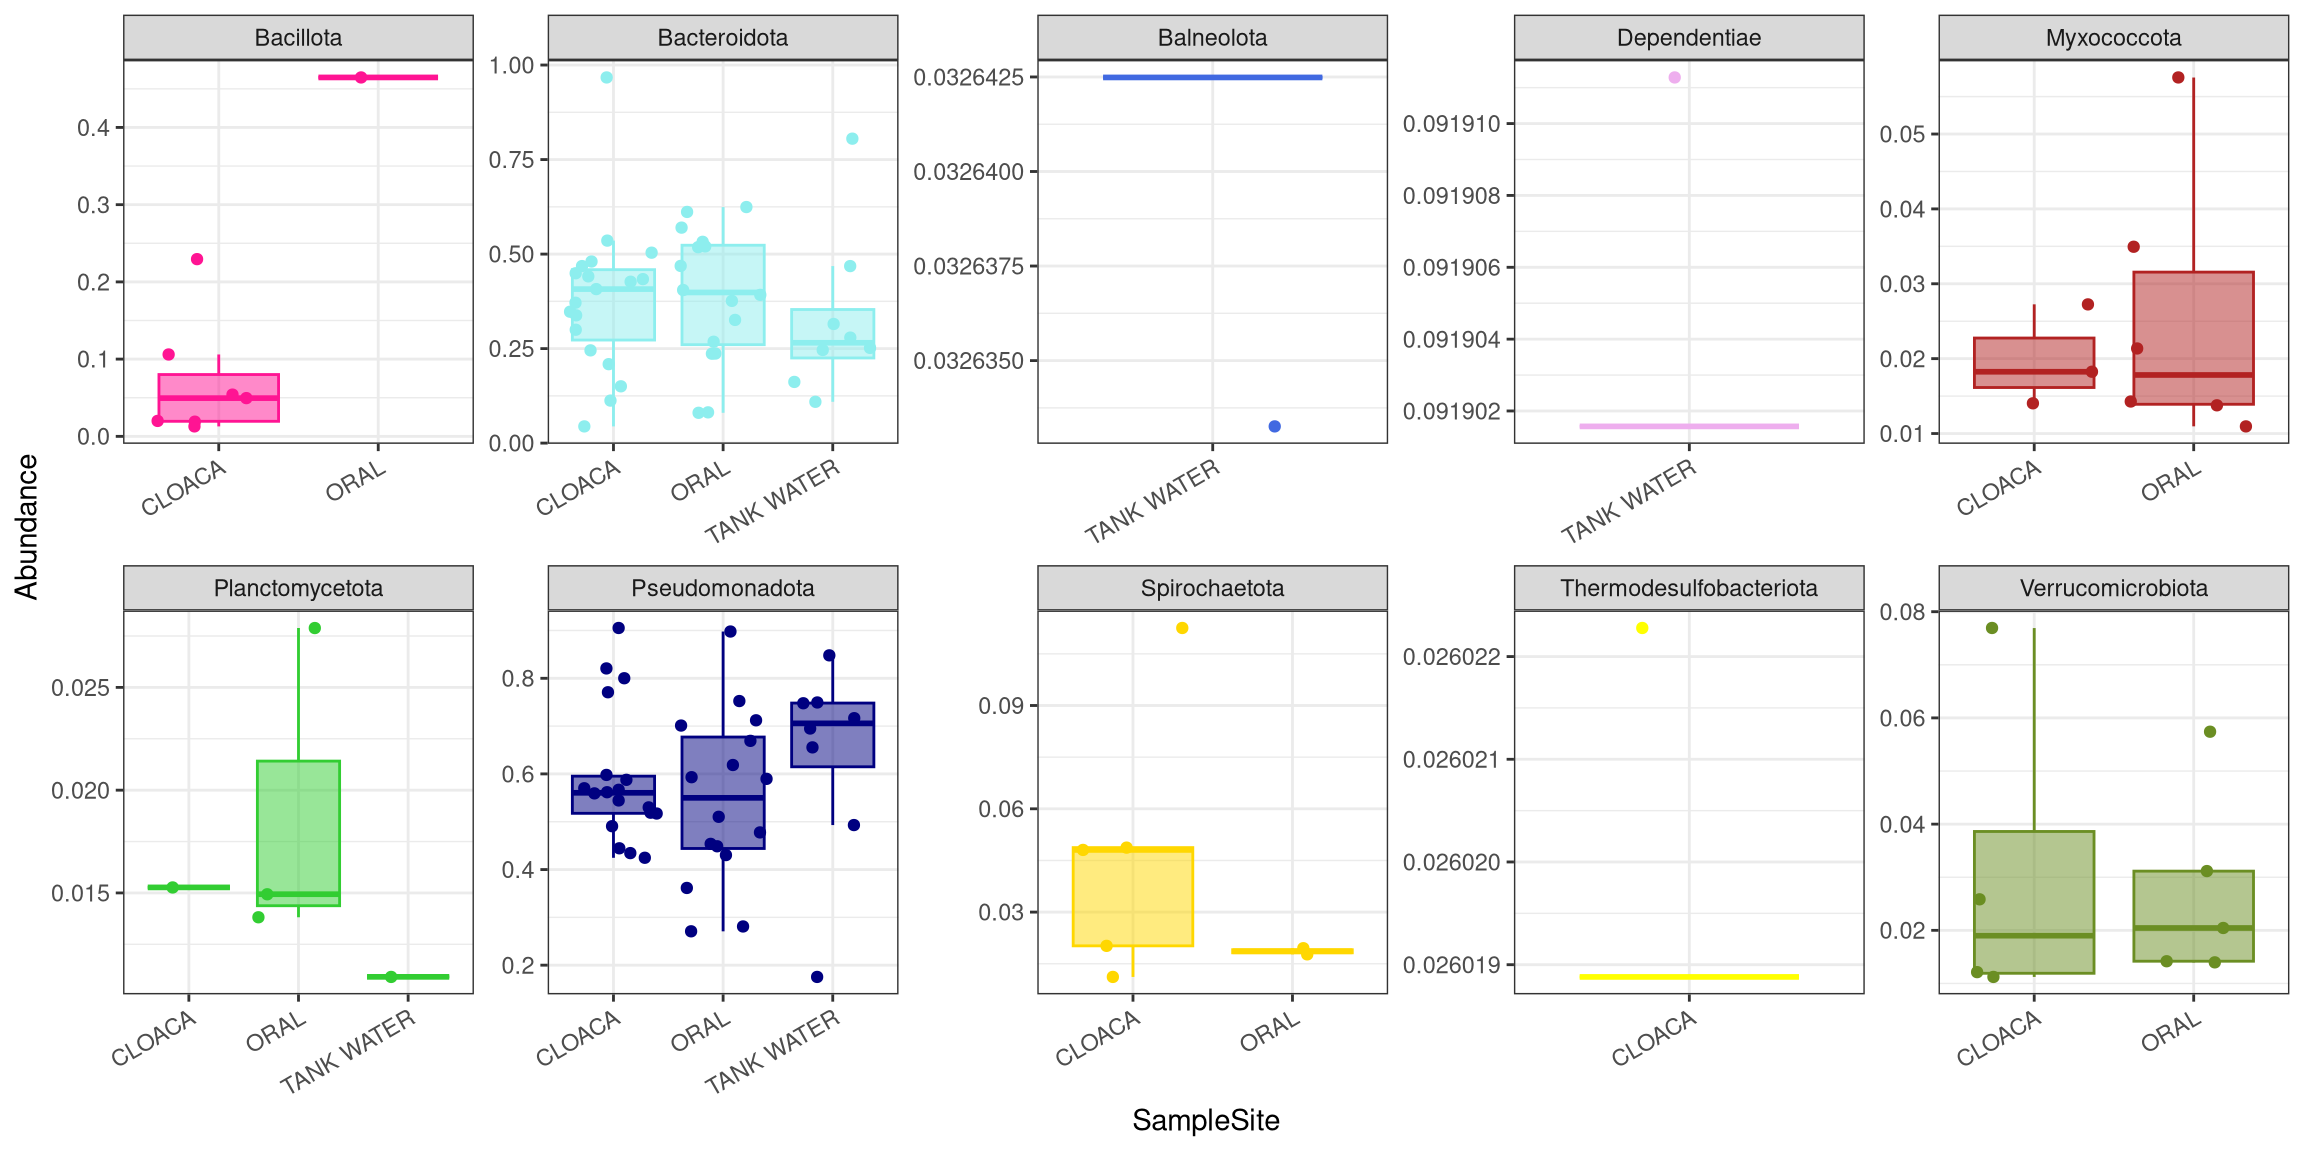 Bacillota
Bacteroidota
Balneolota
Dependentiae
Myxococcota
0.4
0.3
0.2
0.1
0.0
1.00
0.75
0.50
0.25
0.00
0.0326425
0.0326400
0.0326375
0.0326350
0.091910
0.091908
0.091906
0.091904
0.091902
0.05
0.04
0.03
0.02
0.01
CLOACA
ORAL
CLOACA
ORAL
TANK WATER
TANK WATER
TANK WATER
CLOACA
ORAL
Abundance
Planctomycetota
Pseudomonadota
Spirochaetota
Thermodesulfobacteriota
Verrucomicrobiota
0.025
0.020
0.015
0.8
0.6
0.4
0.2
0.09
0.06
0.03
0.026022
0.026021
0.026020
0.026019
0.08
0.06
0.04
0.02
CLOACA
ORAL
TANK WATER
CLOACA
ORAL
TANK WATER
CLOACA
ORAL
CLOACA
CLOACA
ORAL
SampleSite